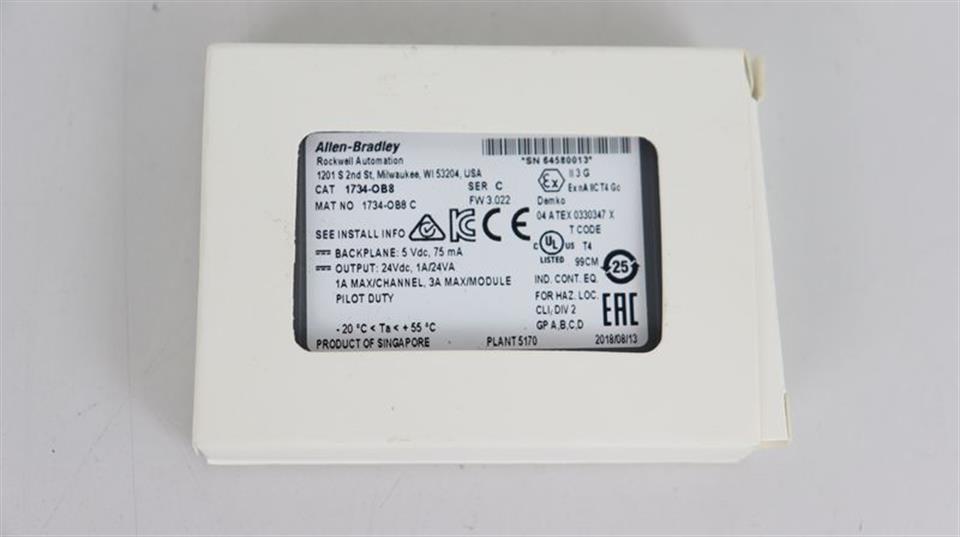 Allen-Bradley
Rockwell Automation
1201 S 2nd St, Milwaukee, WI 53204, USA
CAT 1734-OB8 SER C
MAT NO 1734-OB8 C FW 3.022
SEE INSTALL INFO
BACKPLANE: 5 Vdc, 75 mA
OUTPUT: 24Vdc, 1A/24VA
1A MAX/CHANNEL, 3A MAX/MODULE
PILOT DUTY
- 20 °C < Ta < + 55 °C
PRODUCT OF SINGAPORE
PLANT 5170
*SN 64580013*
Ex II 3 G
Ex nA IIC T4 Gc
Demko
04 ATEX 0330347 X
T CODE
C UL US T4
LISTED 99CM
25
IND. CONT. EQ.
FOR HAZ. LOC.
CLI, DIV 2
GP A,B,C,D
EAC
2018/08/13